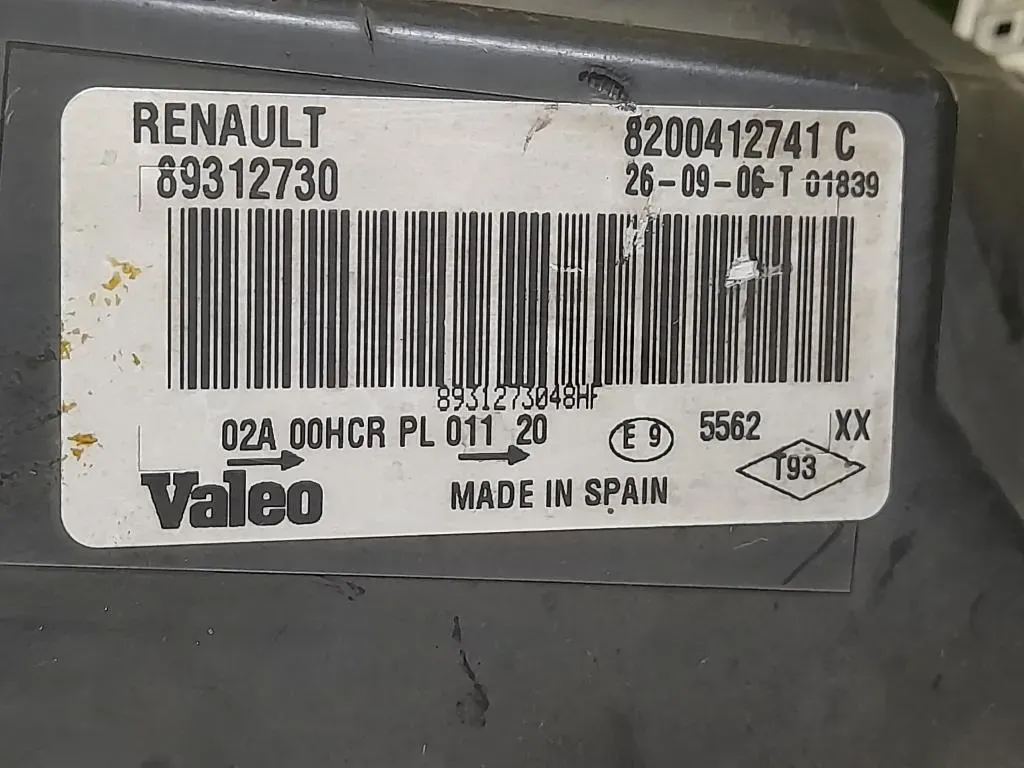 RENAULT
8200412741 C
89312730
26-09-06-T 01839
8931273048HF
02A 00HCR PL 011 20
E 9
5562
XX
T93
Valeo
MADE IN SPAIN